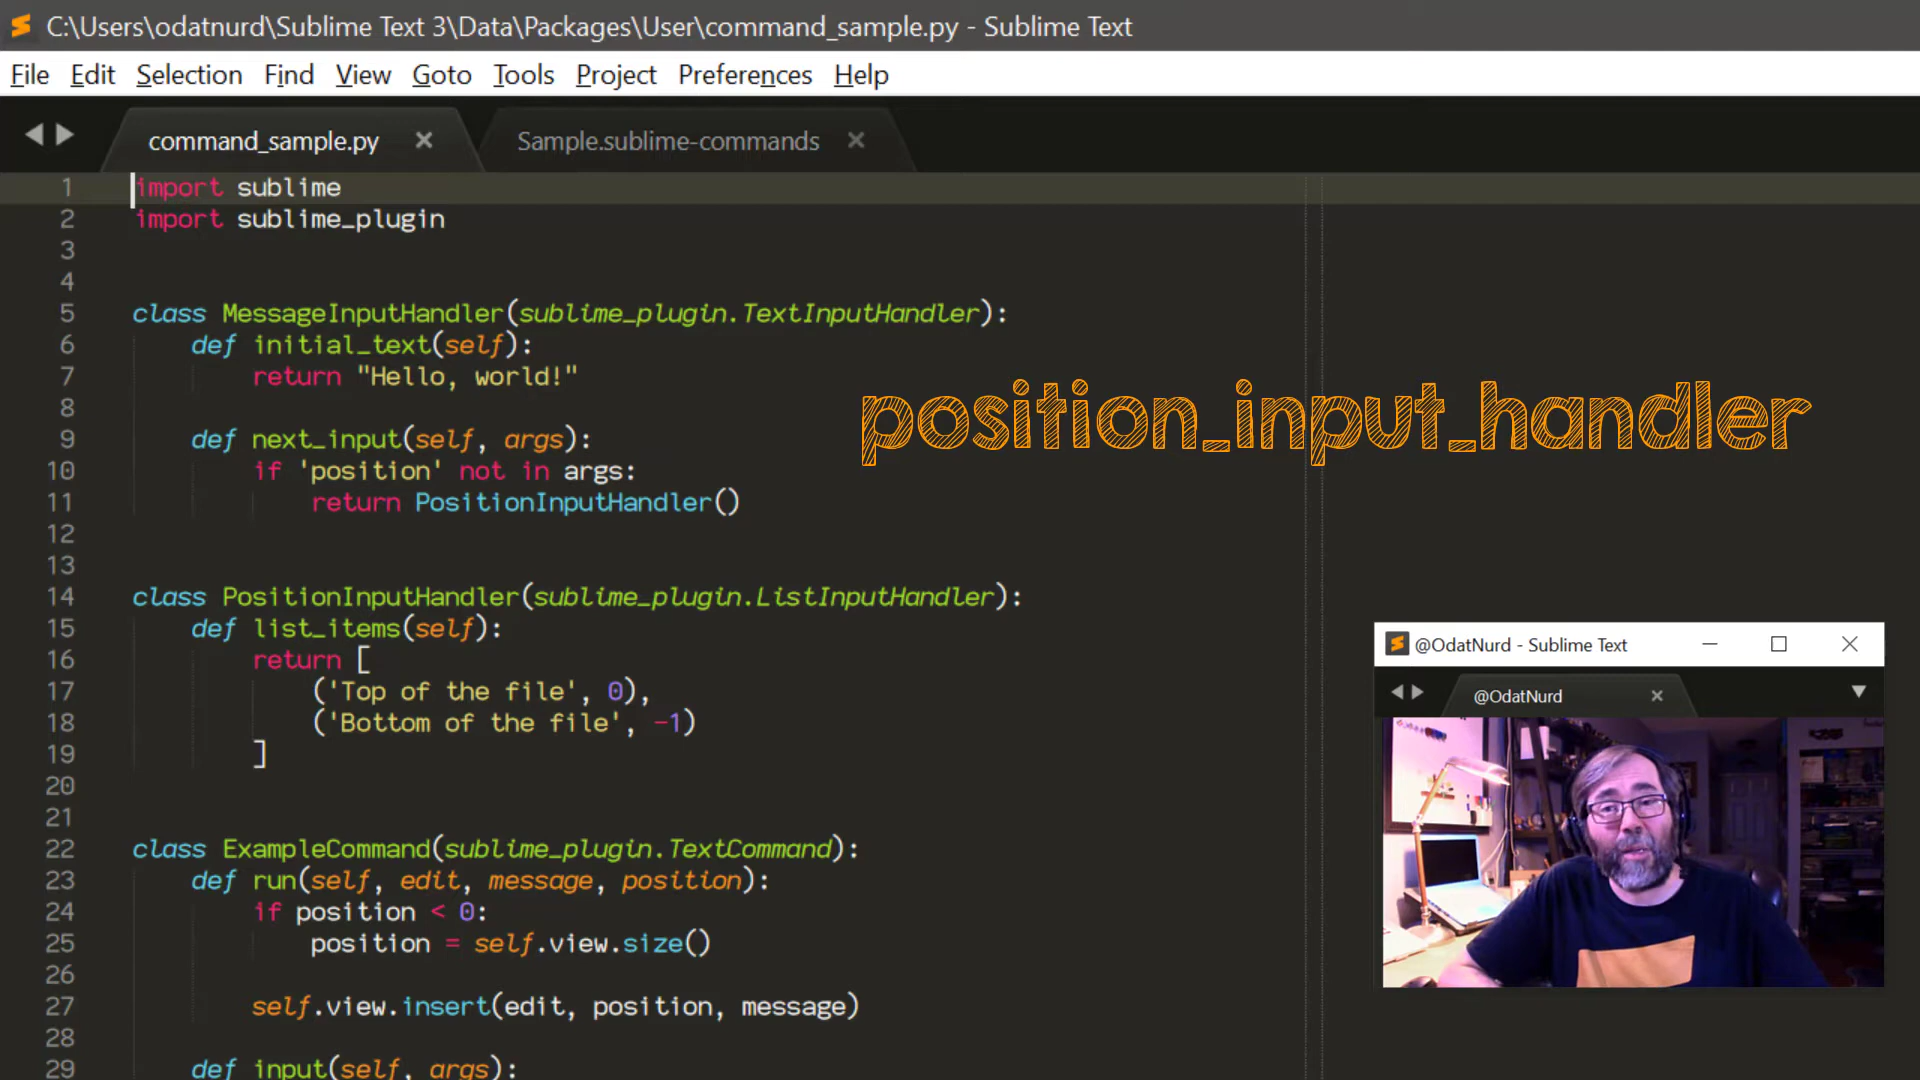 C:\Users\odatnurd\Sublime Text 3\Data\Packages\User\command_sample.py - Sublime Text
File Edit Selection Find View Goto Tools Project Preferences Help
command_sample.py Sample.sublime-commands
1 import sublime
2 import sublime_plugin
3
4
5 class MessageInputHandler(sublime_plugin.TextInputHandler):
6 def initial_text(self):
7 return "Hello, world!"
8
9 def next_input(self, args):
10 if 'position' not in args:
11 return PositionInputHandler()
12
13
14 class PositionInputHandler(sublime_plugin.ListInputHandler):
15 def list_items(self):
16 return [
17 ('Top of the file', 0),
18 ('Bottom of the file', -1)
19 ]
20
21
22 class ExampleCommand(sublime_plugin.TextCommand):
23 def run(self, edit, message, position):
24 if position < 0:
25 position = self.view.size()
26
27 self.view.insert(edit, position, message)
28
29 def input(self, args):
position_input_handler
@OdatNurd - Sublime Text
@OdatNurd